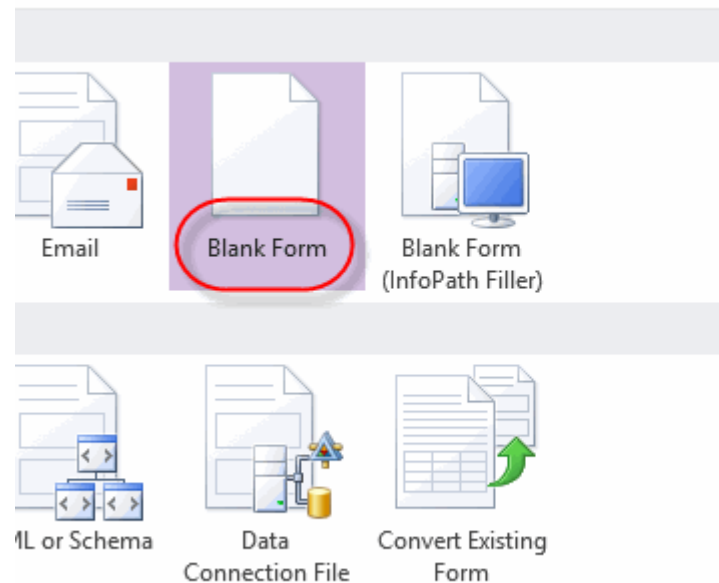 Email
Blank Form
Blank Form
(InfoPath Filler)
ML or Schema
Data
Connection File
Convert Existing
Form